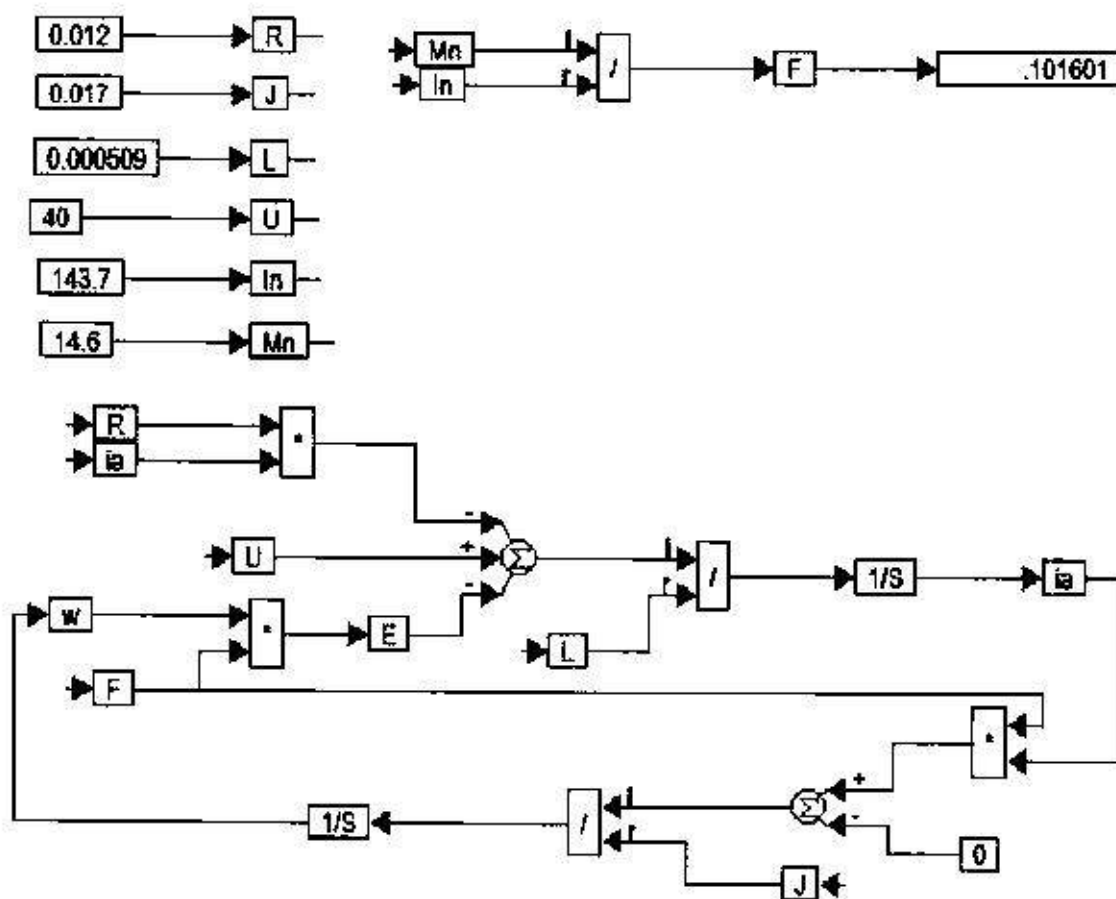 0.012 R
Mn l / F .101601
In r
0.017 J
0.000509 L
40 U
143.7 In
14.6 Mn
R *
ia
-
U + Σ l / 1/S ia
-
r
w * E
L
F
*
+
l Σ
1/S / -
r
0
J